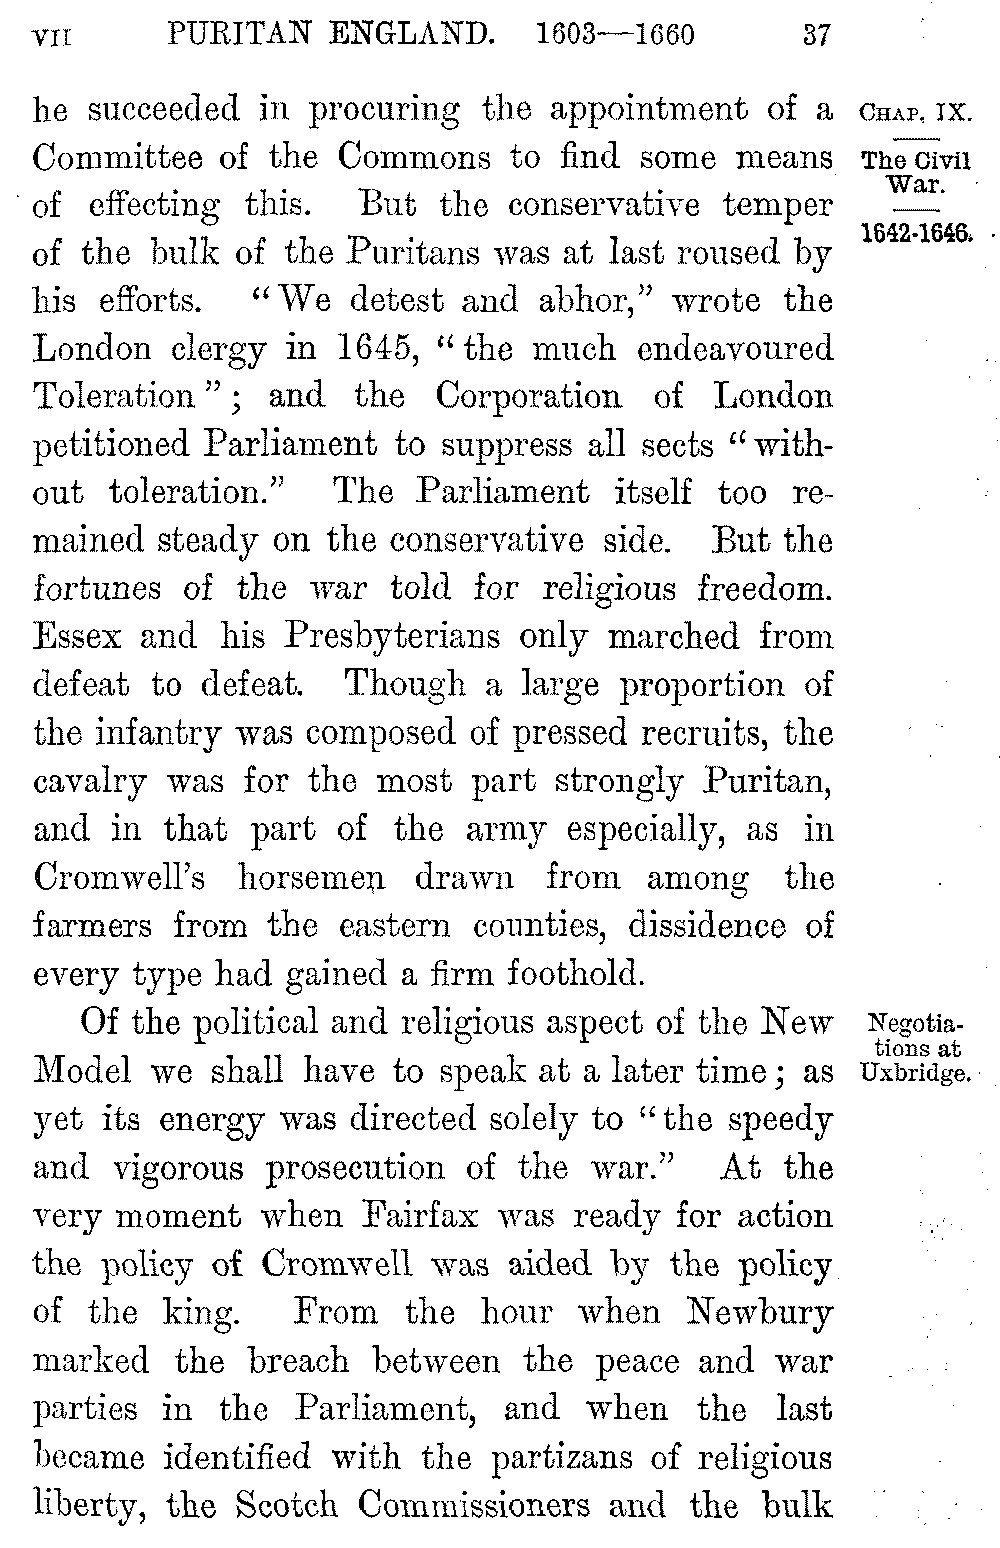 VII PURITAN ENGLAND. 1603—1660 37
he succeeded in procuring the appointment of a
Committee of the Commons to find some means
of effecting this. But the conservative temper
of the bulk of the Puritans was at last roused by
his efforts. "We detest and abhor," wrote the
London clergy in 1645, "the much endeavoured
Toleration"; and the Corporation of London
petitioned Parliament to suppress all sects "with-
out toleration." The Parliament itself too re-
mained steady on the conservative side. But the
fortunes of the war told for religious freedom.
Essex and his Presbyterians only marched from
defeat to defeat. Though a large proportion of
the infantry was composed of pressed recruits, the
cavalry was for the most part strongly Puritan,
and in that part of the army especially, as in
Cromwell's horsemen drawn from among the
farmers from the eastern counties, dissidence of
every type had gained a firm foothold.
Of the political and religious aspect of the New
Model we shall have to speak at a later time; as
yet its energy was directed solely to "the speedy
and vigorous prosecution of the war." At the
very moment when Fairfax was ready for action
the policy of Cromwell was aided by the policy
of the king. From the hour when Newbury
marked the breach between the peace and war
parties in the Parliament, and when the last
became identified with the partizans of religious
liberty, the Scotch Commissioners and the bulk
CHAP. IX.
The Civil
War.
1642-1646.
Negotia-
tions at
Uxbridge.